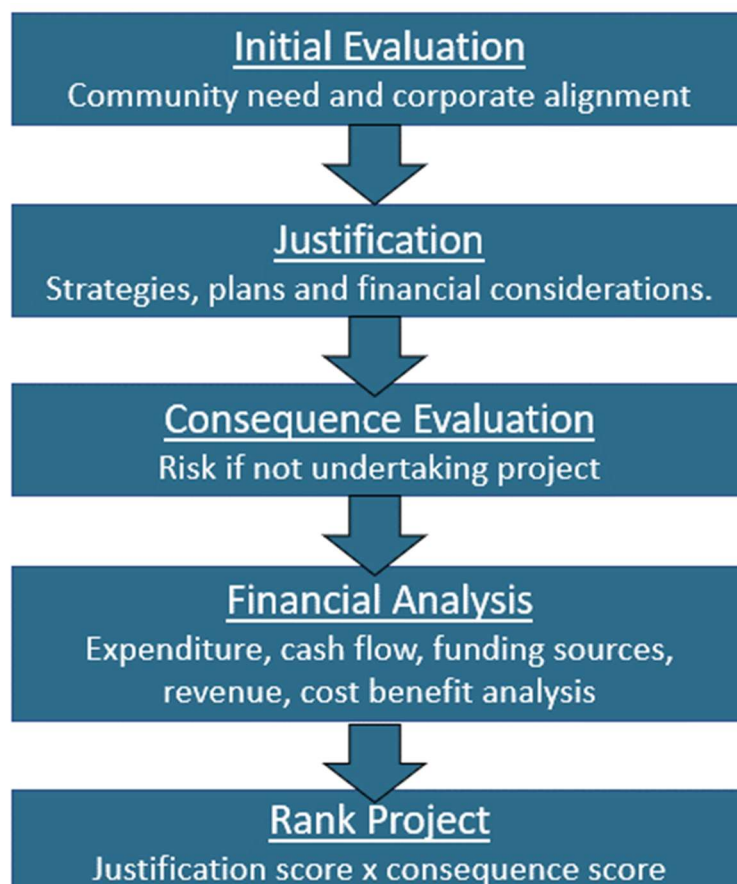 Initial Evaluation
Community need and corporate alignment
Justification
Strategies, plans and financial considerations.
Consequence Evaluation
Risk if not undertaking project
Financial Analysis
Expenditure, cash flow, funding sources,
revenue, cost benefit analysis
Rank Project
Justification score x consequence score